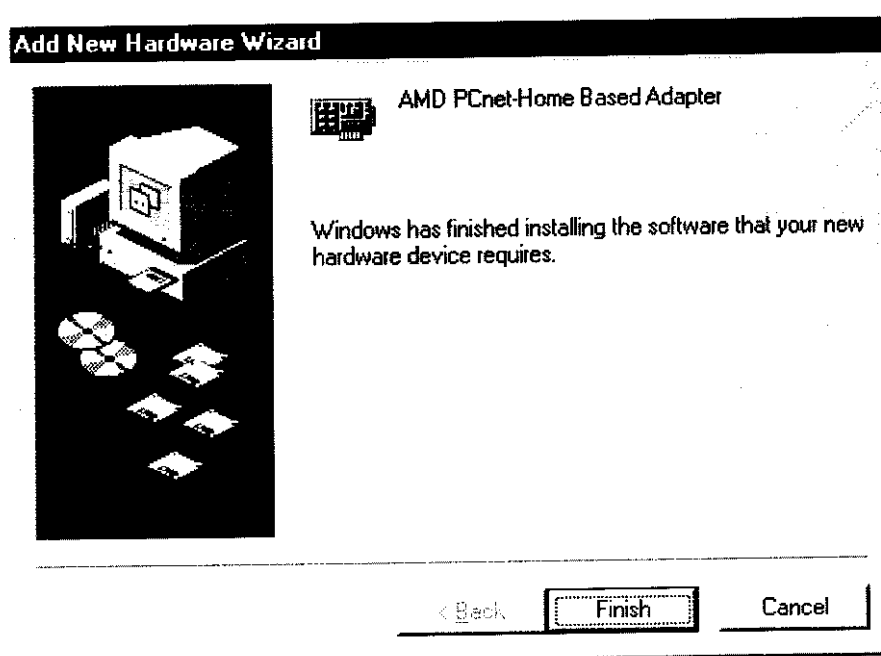 Add New Hardware Wizard
AMD PCnet-Home Based Adapter
Windows has finished installing the software that your new
hardware device requires.
< Back
Finish
Cancel